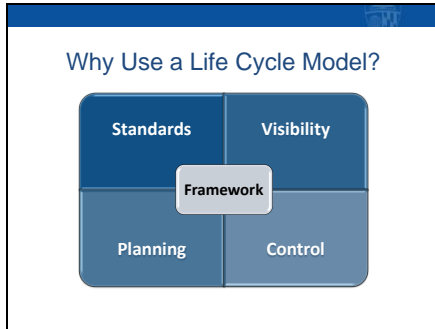 Why Use a Life Cycle Model?
Standards
Visibility
Framework
Planning
Control